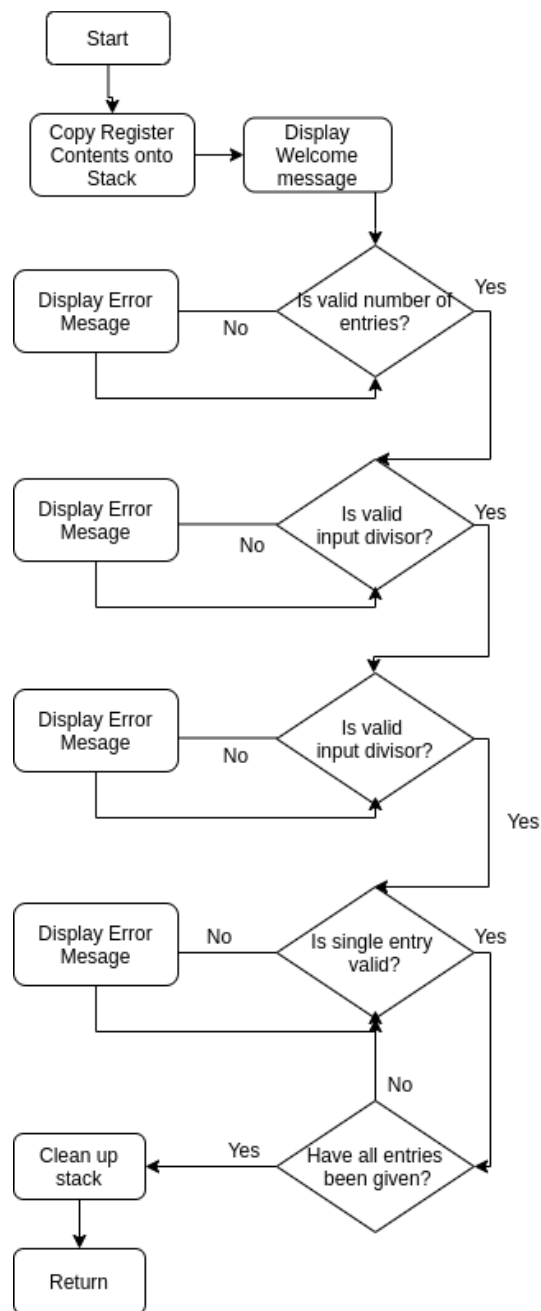 Start
Copy Register
Contents onto
Stack
Display
Welcome
message
Is valid number of
entries?
Yes
No
Display Error
Mesage
Is valid
input divisor?
Yes
No
Display Error
Mesage
Is valid
input divisor?
Yes
No
Display Error
Mesage
Is single entry
valid?
Yes
No
Display Error
Mesage
No
Have all entries
been given?
Yes
Clean up
stack
Return